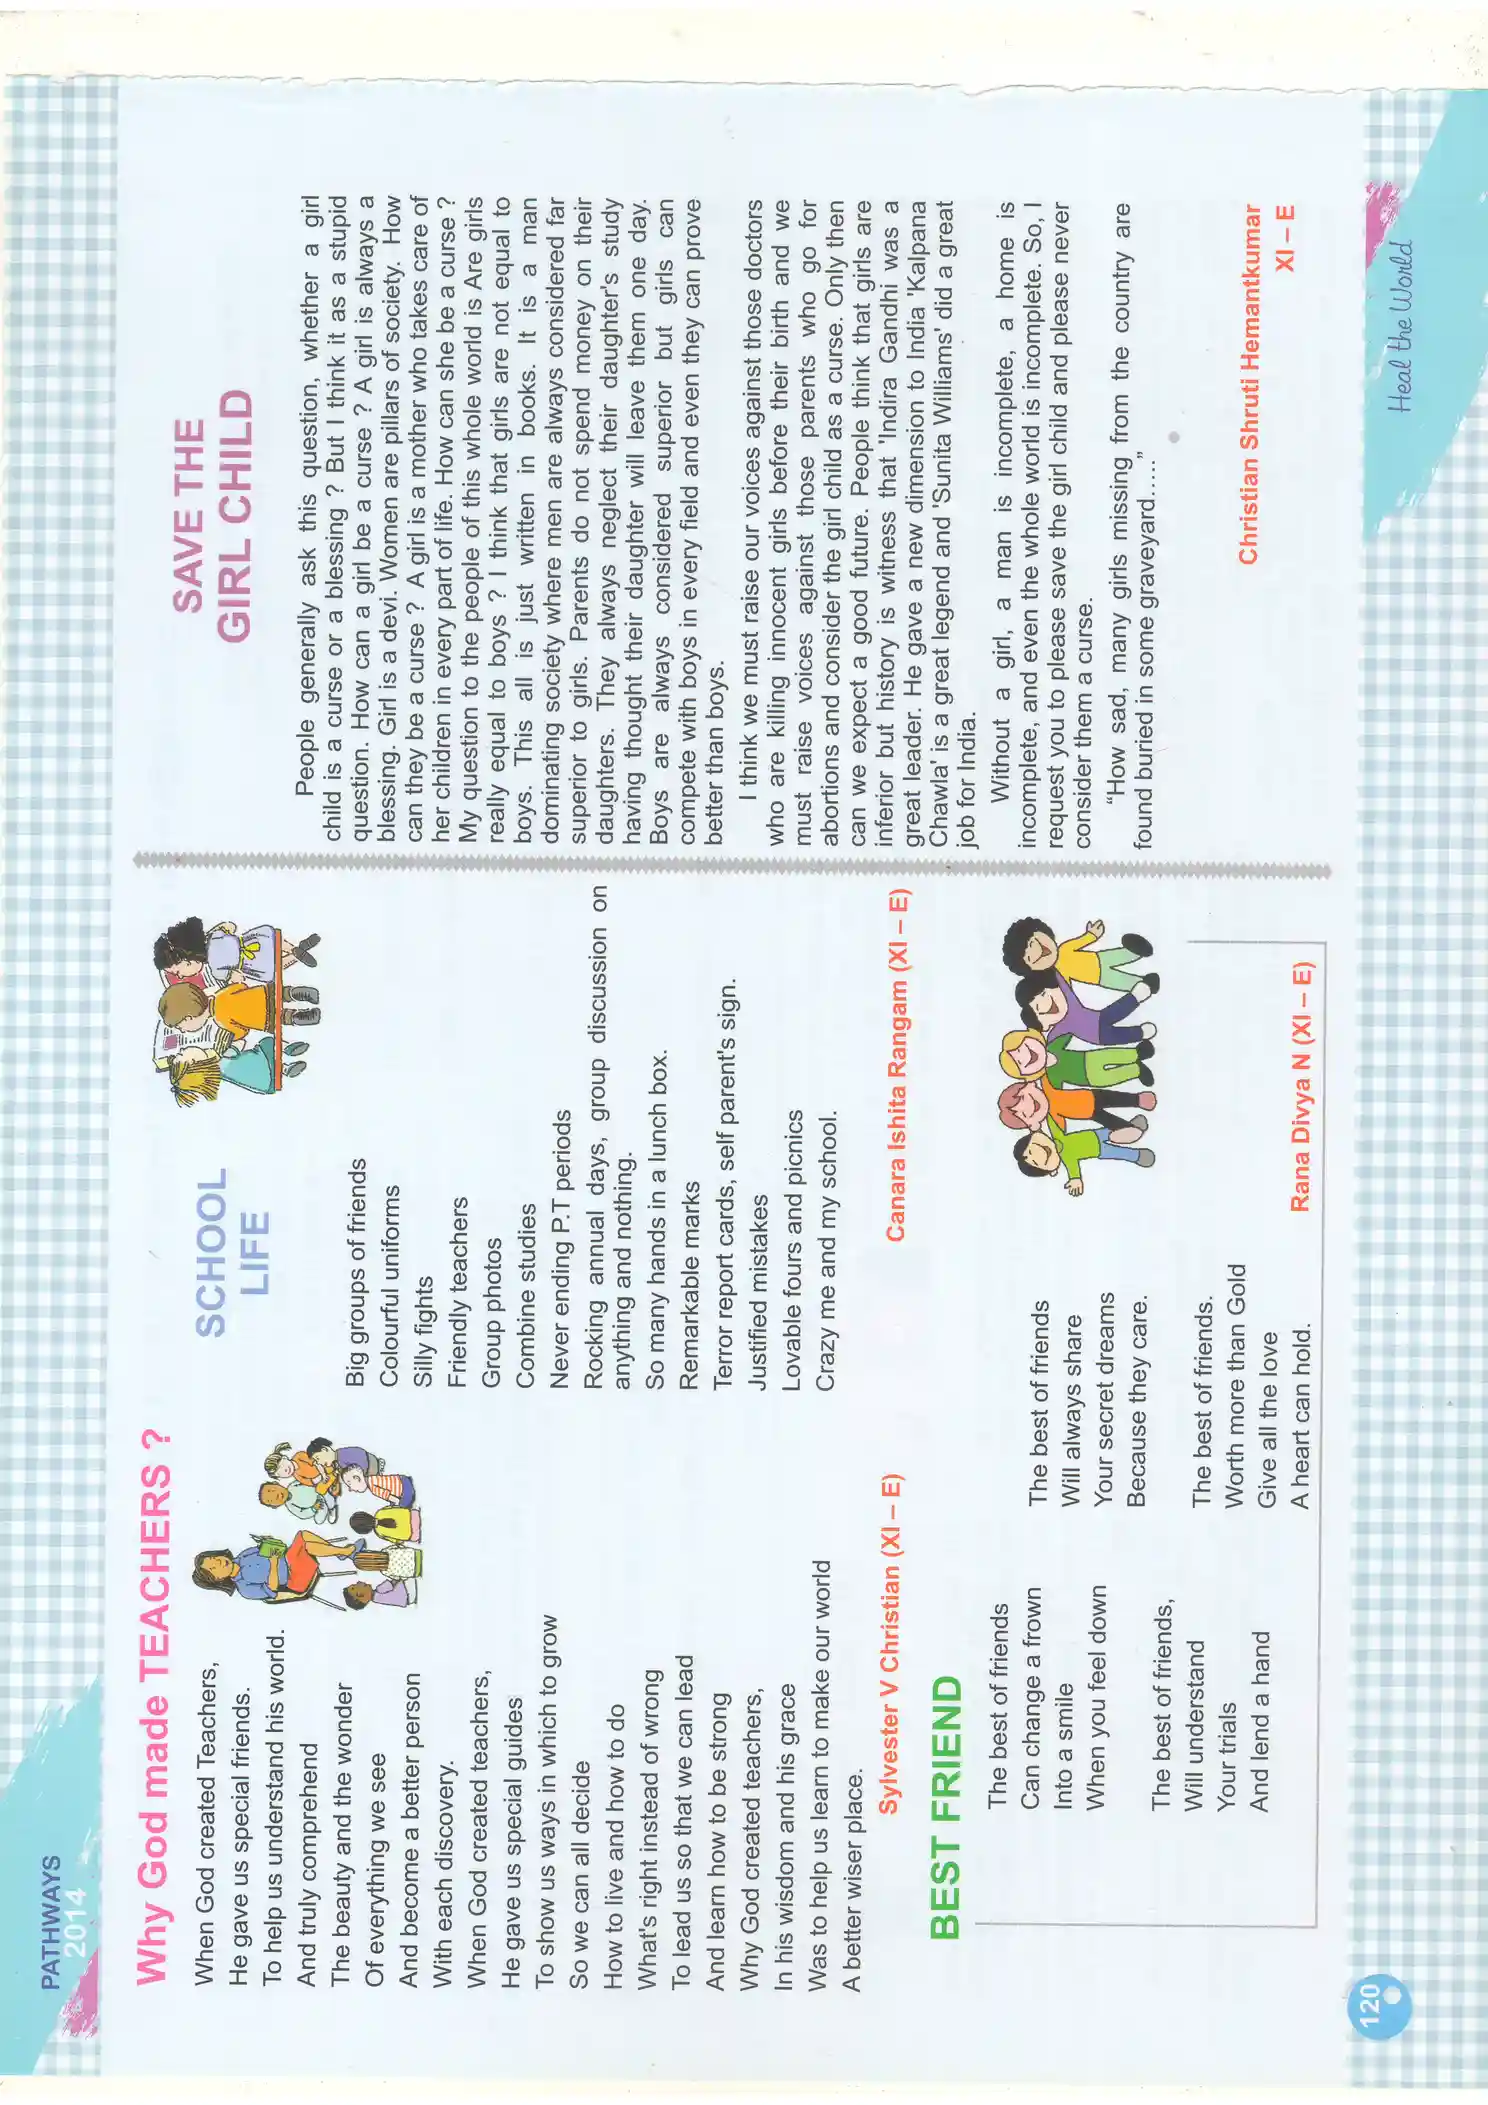 PATHWAYS
2014
Why God made TEACHERS ?
When God created Teachers,
He gave us special friends.
To help us understand his world.
And truly comprehend
The beauty and the wonder
Of everything we see
And become a better person
With each discovery.
When God created teachers,
He gave us special guides
To show us ways in which to grow
So we can all decide
How to live and how to do
What's right instead of wrong
To lead us so that we can lead
And learn how to be strong
Why God created teachers,
In his wisdom and his grace
Was to help us learn to make our world
A better wiser place.
Sylvester V Christian (XI – E)
SCHOOL
LIFE
Big groups of friends
Colourful uniforms
Silly fights
Friendly teachers
Group photos
Combine studies
Never ending P.T periods
Rocking annual days, group discussion on
anything and nothing.
So many hands in a lunch box.
Remarkable marks
Terror report cards, self parent's sign.
Justified mistakes
Lovable fours and picnics
Crazy me and my school.
Canara Ishita Rangam (XI – E)
BEST FRIEND
The best of friends
Can change a frown
Into a smile
When you feel down
The best of friends,
Will understand
Your trials
And lend a hand
The best of friends
Will always share
Your secret dreams
Because they care.
The best of friends.
Worth more than Gold
Give all the love
A heart can hold.
Rana Divya N (XI – E)
SAVE THE
GIRL CHILD
People generally ask this question, whether a girl
child is a curse or a blessing ? But I think it as a stupid
question. How can a girl be a curse ? A girl is always a
blessing. Girl is a devi. Women are pillars of society. How
can they be a curse ? A girl is a mother who takes care of
her children in every part of life. How can she be a curse ?
My question to the people of this whole world is Are girls
really equal to boys ? I think that girls are not equal to
boys. This all is just written in books. It is a man
dominating society where men are always considered far
superior to girls. Parents do not spend money on their
daughters. They always neglect their daughter's study
having thought their daughter will leave them one day.
Boys are always considered superior but girls can
compete with boys in every field and even they can prove
better than boys.
I think we must raise our voices against those doctors
who are killing innocent girls before their birth and we
must raise voices against those parents who go for
abortions and consider the girl child as a curse. Only then
can we expect a good future. People think that girls are
inferior but history is witness that 'Indira Gandhi was a
great leader. He gave a new dimension to India 'Kalpana
Chawla' is a great legend and 'Sunita Williams' did a great
job for India.
Without a girl, a man is incomplete, a home is
incomplete, and even the whole world is incomplete. So, I
request you to please save the girl child and please never
consider them a curse.
“How sad, many girls missing from the country are
found buried in some graveyard.....”
Christian Shruti Hemantkumar
XI – E
120
Heal the World